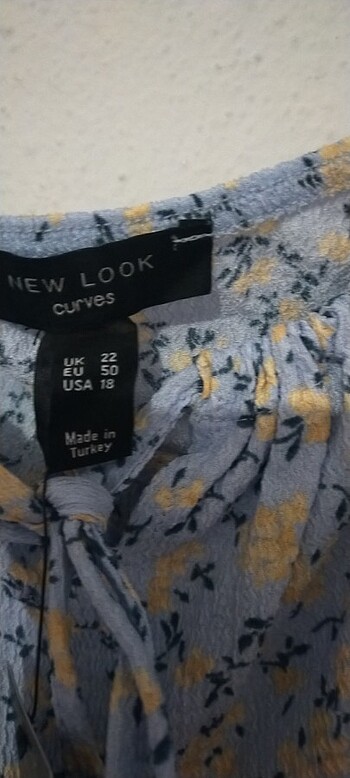 NEW LOOK
curves
UK 22
EU 50
USA 18
Made in
Turkey